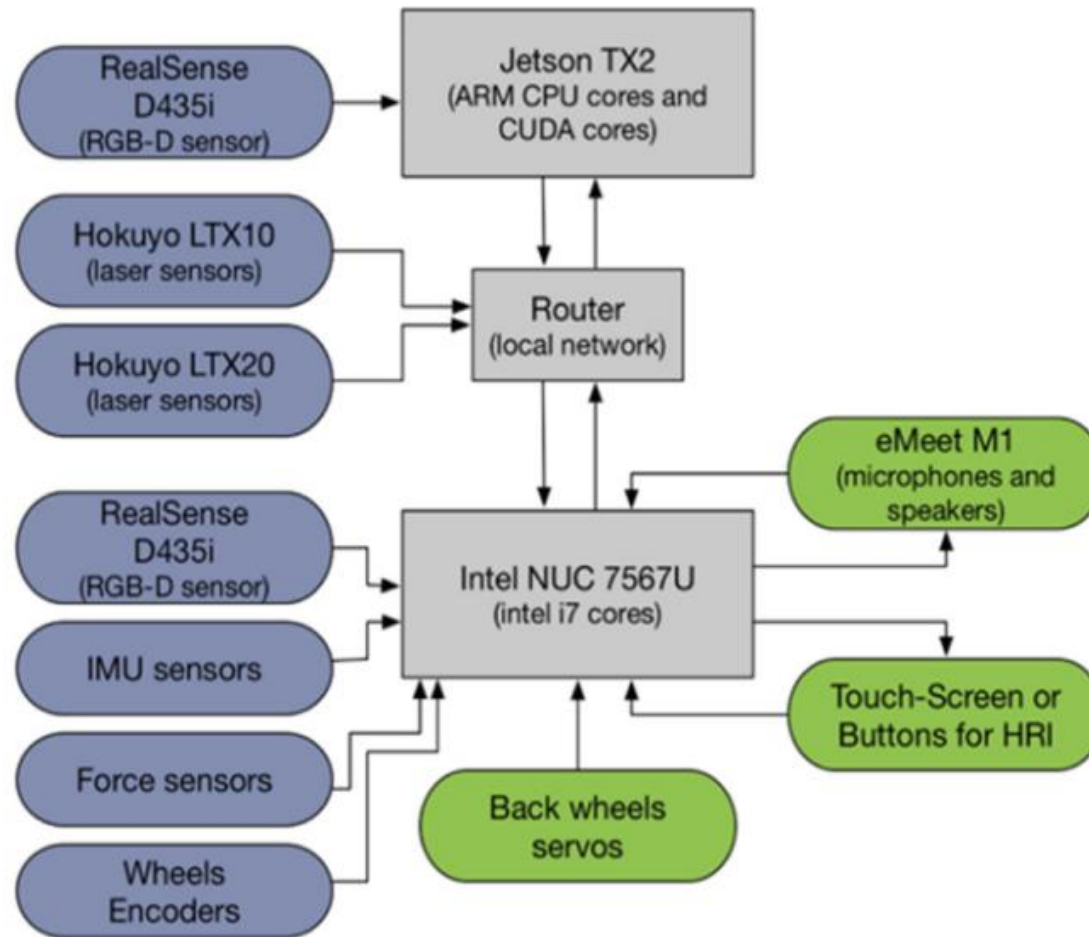 RealSense
D435i
(RGB-D sensor)
Jetson TX2
(ARM CPU cores and
CUDA cores)
Hokuyo LTX10
(laser sensors)
Router
(local network)
Hokuyo LTX20
(laser sensors)
eMeet M1
(microphones and
speakers)
RealSense
D435i
(RGB-D sensor)
Intel NUC 7567U
(intel i7 cores)
IMU sensors
Touch-Screen or
Buttons for HRI
Force sensors
Back wheels
servos
Wheels
Encoders